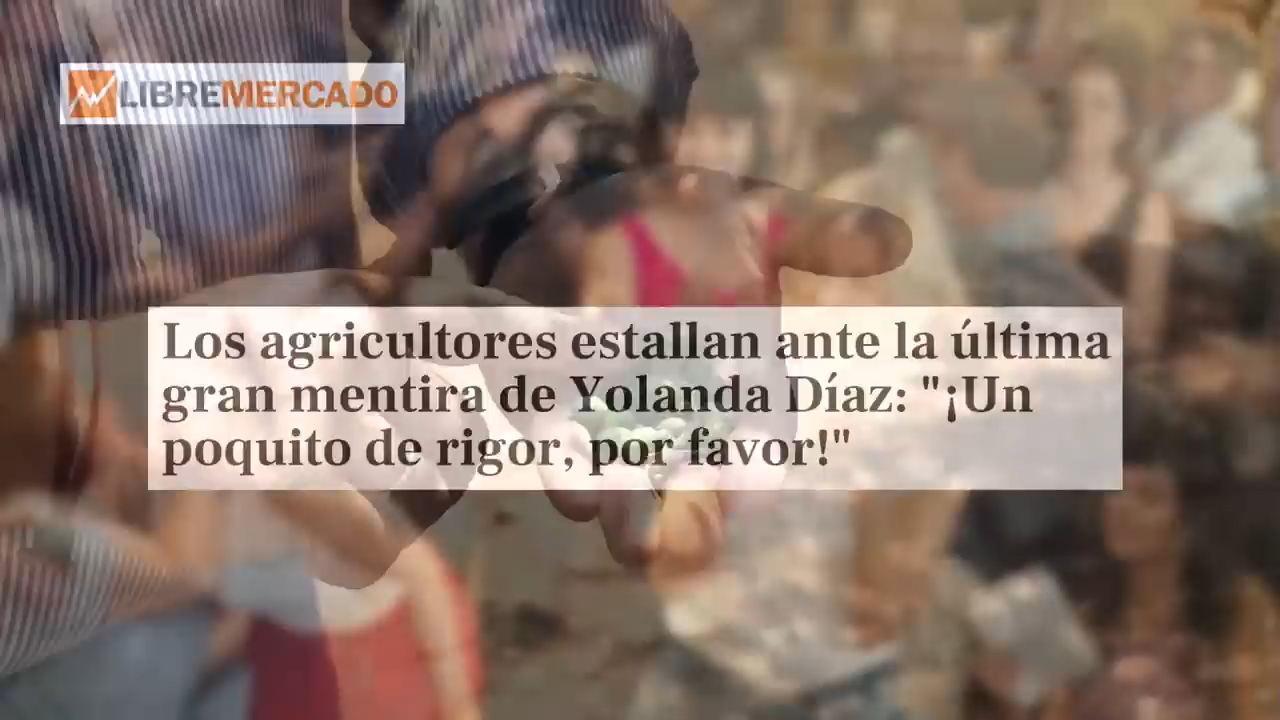 LIBREMERCADO
Los agricultores estallan ante la última
gran mentira de Yolanda Díaz: "¡Un
poquito de rigor, por favor!"